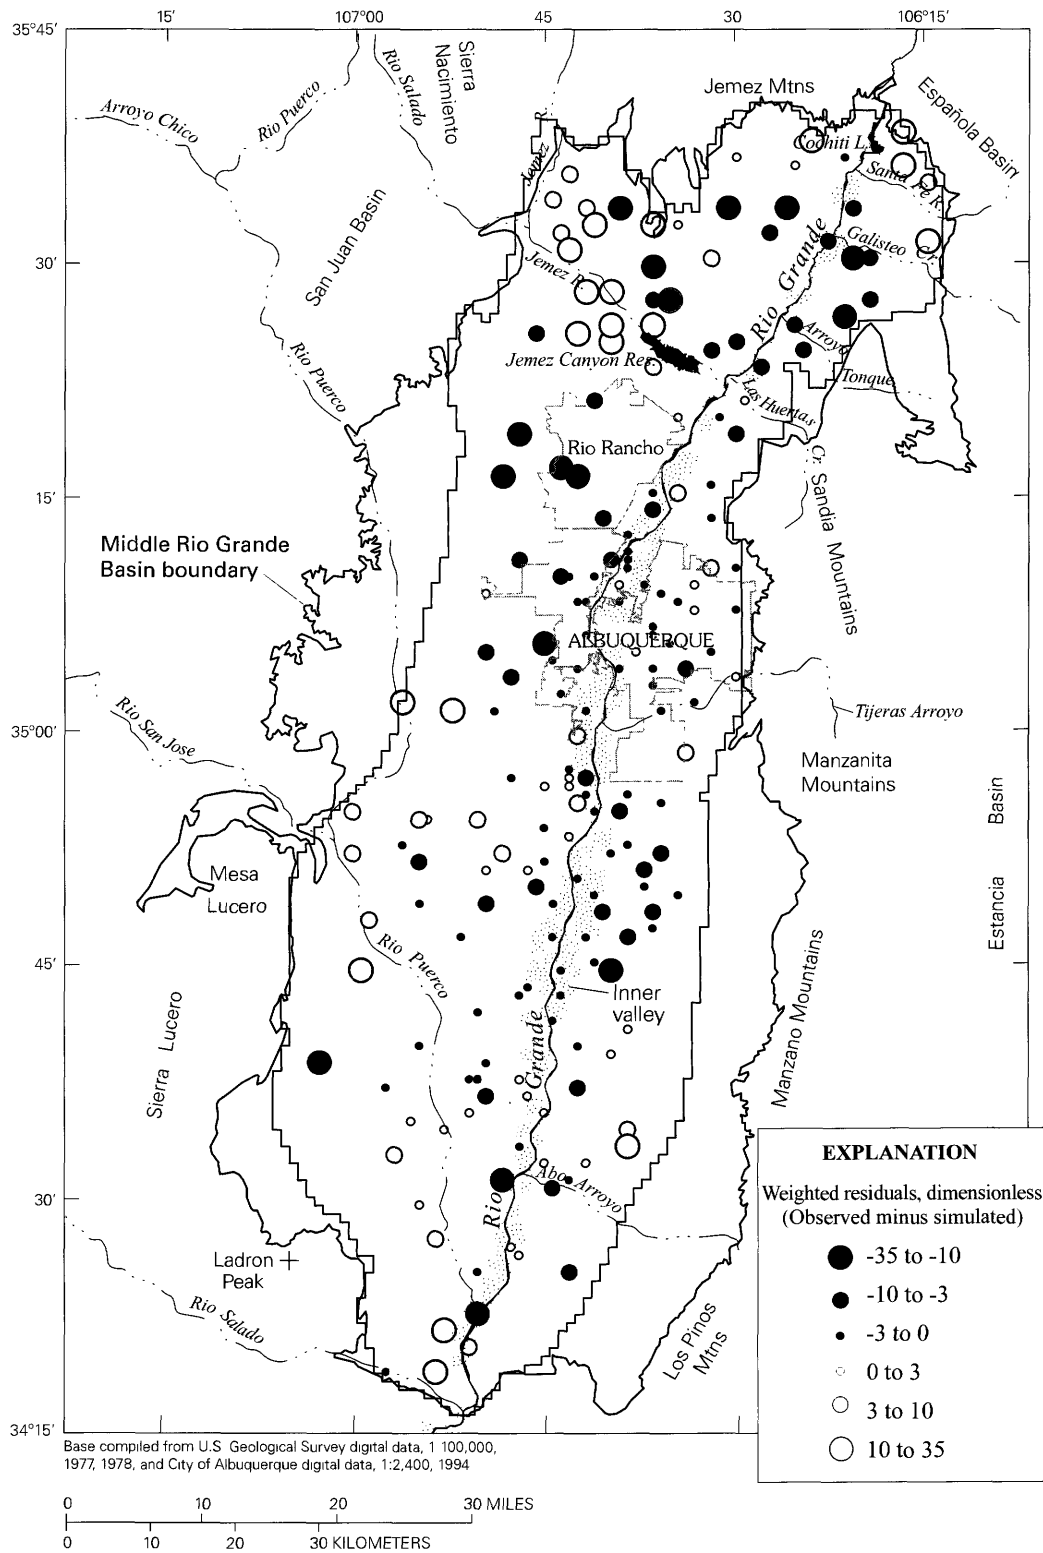 15'
107°00'
45
30
106°15'
35°45'
Sierra
Nacimiento
Jemez Mtns
Española Basin
Rio Salado
Rio Puerco
Arroyo Chico
Jemez R.
Cochiti L.
Santa Fe R.
San Juan Basin
Galisteo Cr
30'
Jemez R.
Rio Grande
Arroyo
Tonque
Jemez Canyon Res.
Rio Puerco
Las Huertas
Cr
Rio Rancho
15'
Sandia Mountains
Middle Rio Grande
Basin boundary
ALBUQUERQUE
Rio San Jose
Tijeras Arroyo
35°00'
Manzanita
Mountains
Basin
Estancia
Mesa
Lucero
Rio Puerco
45'
Inner
valley
Manzano Mountains
Sierra Lucero
Grande
Rio
Abo Arroyo
30'
Ladron
Peak
Rio Salado
Los Pinos
Mtns
34°15'
EXPLANATION
Weighted residuals, dimensionless
(Observed minus simulated)
-35 to -10
-10 to -3
-3 to 0
0 to 3
3 to 10
10 to 35
Base compiled from U.S Geological Survey digital data, 1 100,000,
1977, 1978, and City of Albuquerque digital data, 1:2,400, 1994
0 10 20 30 MILES
0 10 20 30 KILOMETERS